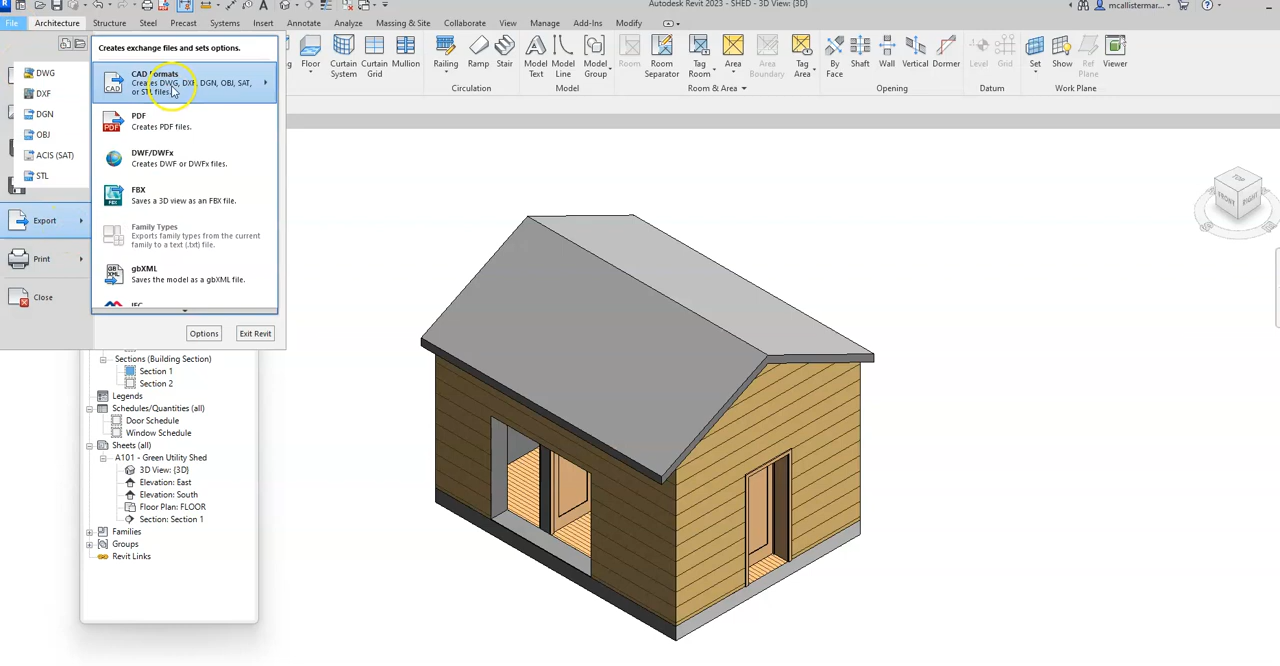 Autodesk Revit 2023 - SHED - 3D View: {3D}
mcallistermar...
File
Architecture
Structure
Steel
Precast
Systems
Insert
Annotate
Analyze
Massing & Site
Collaborate
View
Manage
Add-Ins
Modify
Creates exchange files and sets options.
CAD Formats
Creates DWG, DXF, DGN, OBJ, SAT,
or STL files.
CAD
PDF
Creates PDF files.
PDF
DWF/DWFx
Creates DWF or DWFx files.
FBX
Saves a 3D view as an FBX file.
FBX
Family Types
Exports family types from the current
family to a text (.txt) file.
gbXML
Saves the model as a gbXML file.
IFC
Options
Exit Revit
DWG
DXF
DGN
OBJ
ACIS (SAT)
STL
Export
Print
Close
Floor
Curtain
System
Curtain
Grid
Mullion
Railing
Ramp
Stair
Circulation
Model
Text
Model
Line
Model
Group
Model
Room
Room
Separator
Tag
Room
Area
Area
Boundary
Tag
Area
Room & Area
By
Face
Shaft
Wall
Vertical
Dormer
Opening
Level
Grid
Datum
Set
Show
Ref
Plane
Viewer
Work Plane
TOP
FRONT
RIGHT
Sections (Building Section)
Section 1
Section 2
Legends
Schedules/Quantities (all)
Door Schedule
Window Schedule
Sheets (all)
A101 - Green Utility Shed
3D View: {3D}
Elevation: East
Elevation: South
Floor Plan: FLOOR
Section: Section 1
Families
Groups
Revit Links